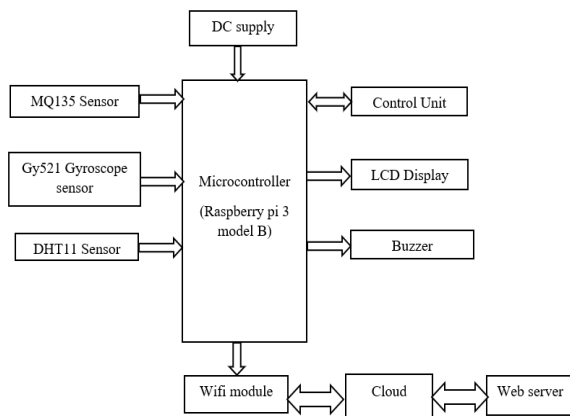 DC supply
MQ135 Sensor
Control Unit
Gy521 Gyroscope
sensor
Microcontroller
(Raspberry pi 3
model B)
LCD Display
DHT11 Sensor
Buzzer
Wifi module
Cloud
Web server